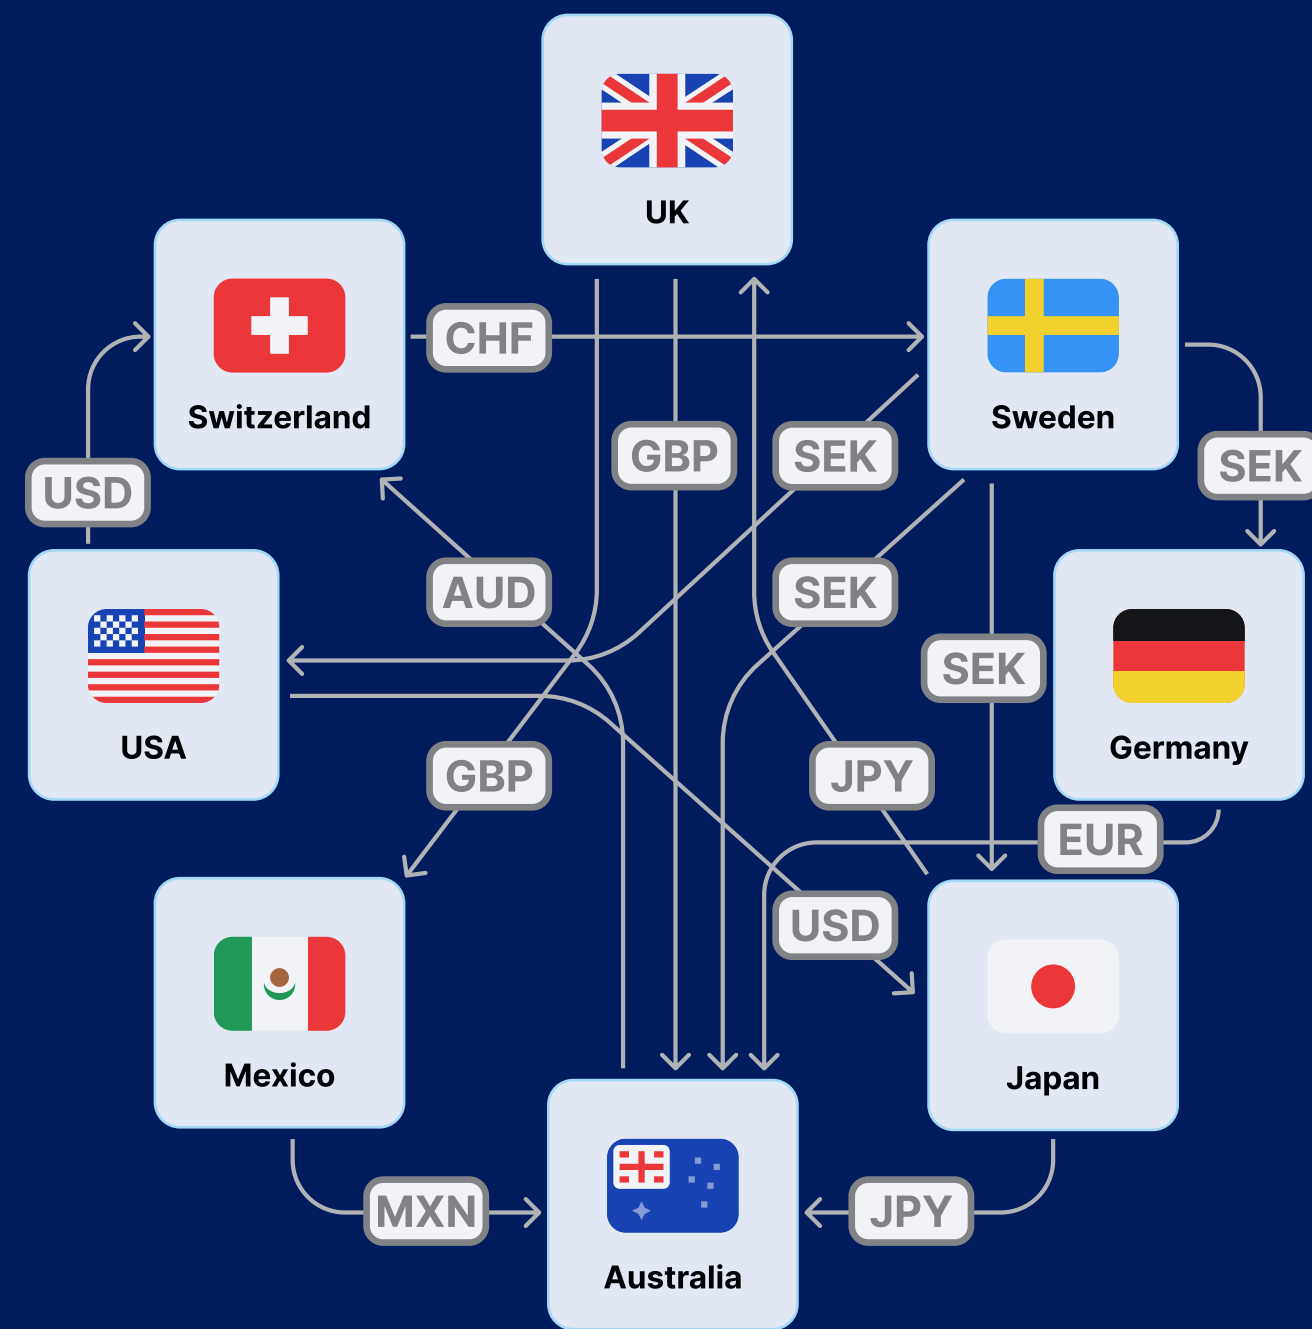 UK
Switzerland
CHF
Sweden
GBP
SEK
SEK
USD
AUD
SEK
SEK
USA
Germany
GBP
JPY
EUR
USD
Mexico
Japan
MXN
JPY
Australia